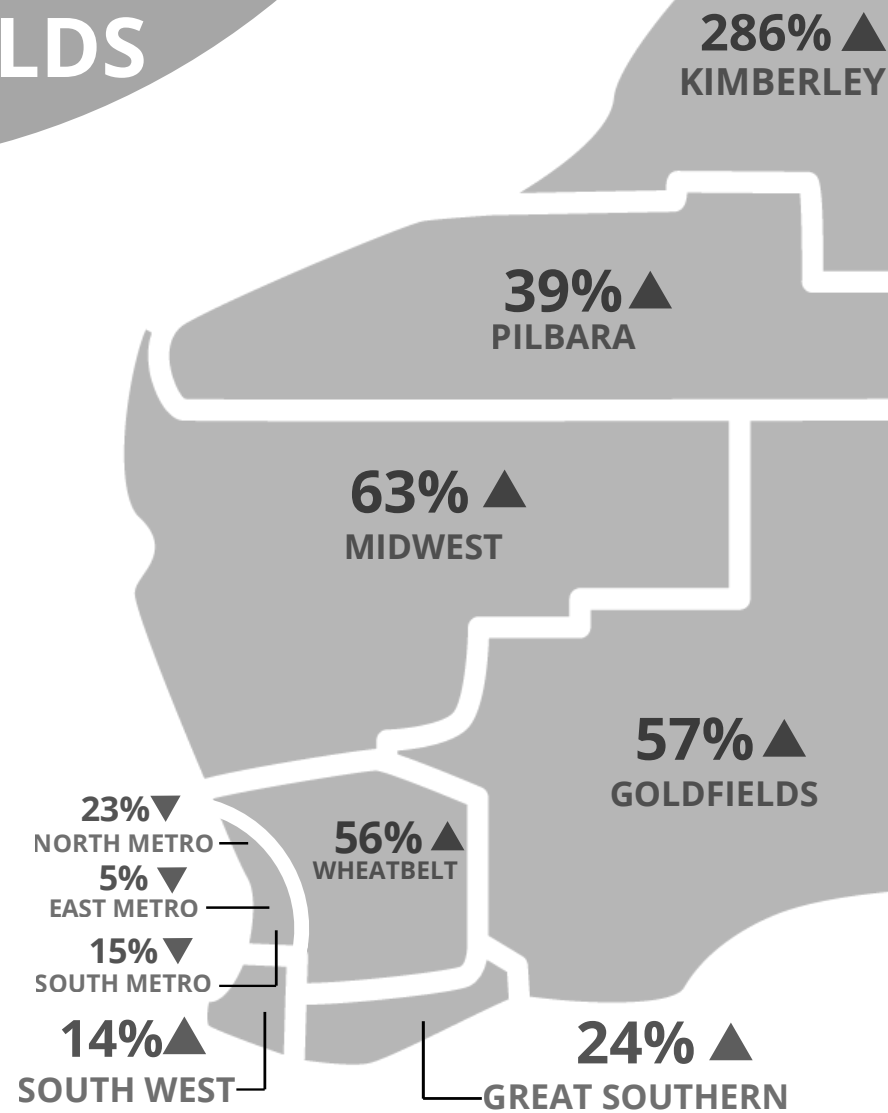 LDS
286% ▲
KIMBERLEY
39% ▲
PILBARA
63% ▲
MIDWEST
57% ▲
GOLDFIELDS
23% ▼
NORTH METRO
56% ▲
WHEATBELT
5% ▼
EAST METRO
15% ▼
SOUTH METRO
14% ▲
SOUTH WEST
24% ▲
GREAT SOUTHERN